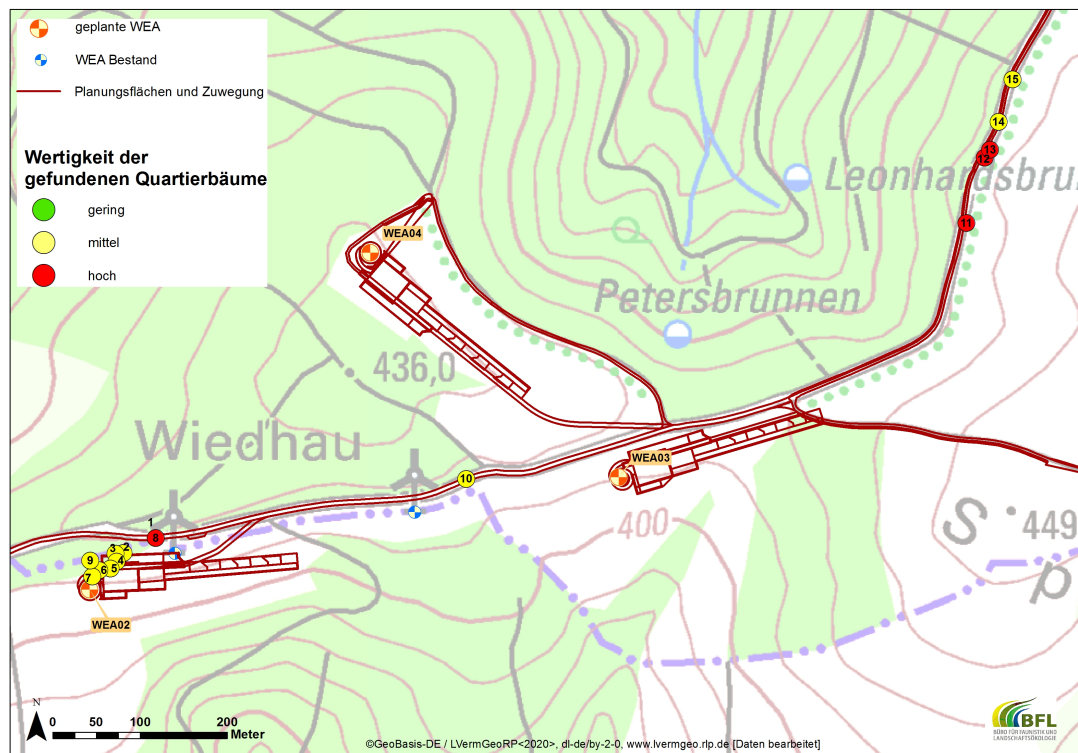 geplante WEA
WEA Bestand
Planungsflächen und Zuwegung
Wertigkeit der
gefundenen Quartierbäume
gering
mittel
hoch
15
14
13
12
Leonhardsbru
11
WEA04
Petersbrunnen
436,0
Wiedhau
WEA03
10
400
S
449
p
1
8
3
2
9
4
6
5
7
WEA02
N
0 50 100 200
Meter
BFL
BÜRO FÜR FAUNISTIK UND
LANDSCHAFTSÖKOLOGIE
©GeoBasis-DE / LVermGeoRP<2020>, dl-de/by-2-0, www.lvermgeo.rlp.de [Daten bearbeitet]